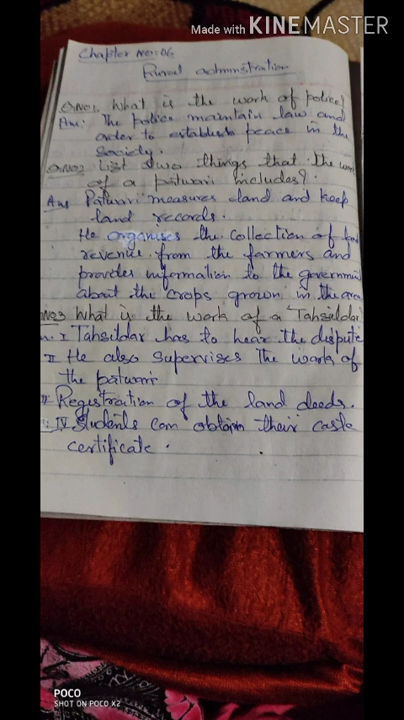 Made with KINEMASTER
Chapter No: 06
Rural administration
Q.No1 What is the work of police?
Ans: The police maintain law and
order to establish peace in the
Society.
Q.No2 List two things that the work
of a patwari includes?
Ans Patwari measures land and keep
land records.
He organises the collection of land
revenue from the farmers and
provides information to the government
about the crops grown in the area
No3 What is the work of a Tahsildar
I Tahsildar has to hear the dispute
II He also supervises the work of
the patwari
Registration of the land deeds.
IV Students can obtain their caste
certificate.
POCO
SHOT ON POCO X2